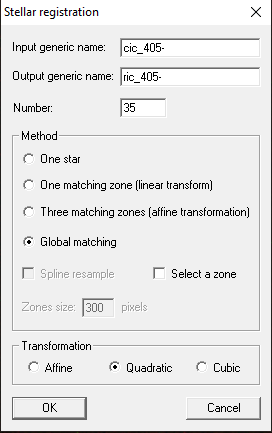 Stellar registration
Input generic name: cic_405-
Output generic name: ric_405-
Number: 35
Method
One star
One matching zone (linear transform)
Three matching zones (affine transformation)
Global matching
Spline resample Select a zone
Zones size: 300 pixels
Transformation
Affine Quadratic Cubic
OK Cancel